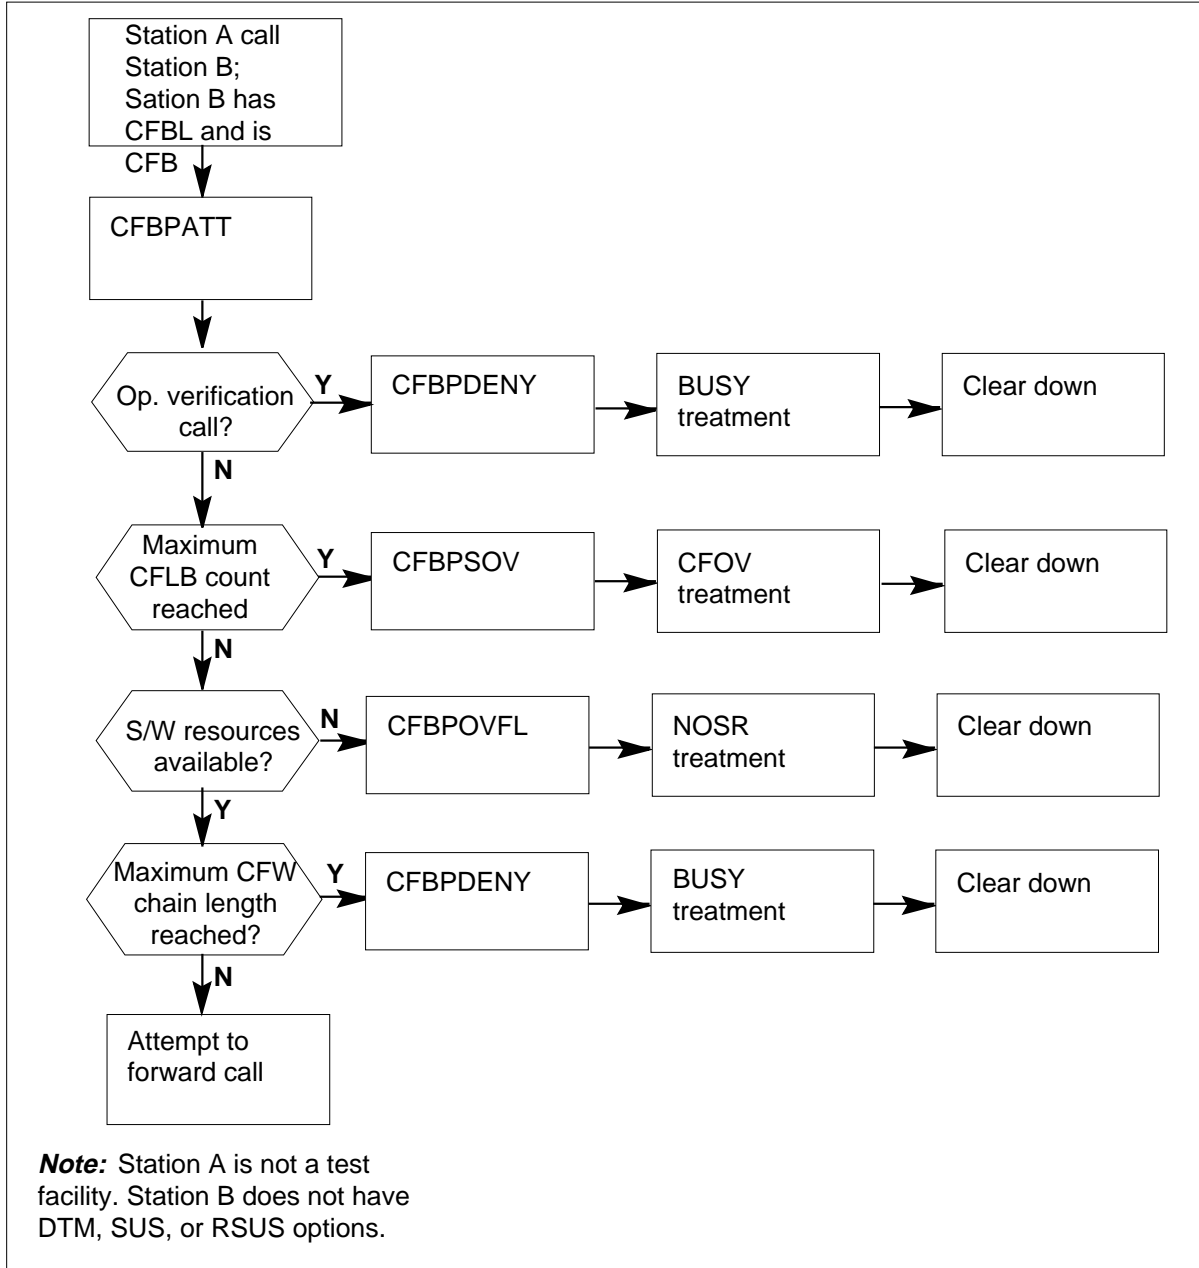 Station A call
Station B;
Sation B has
CFBL and is
CFB
CFBPATT
Op. verification
call?
Y
CFBPDENY
BUSY
treatment
Clear down
N
Maximum
CFLB count
reached
Y
CFBPSOV
CFOV
treatment
Clear down
N
S/W resources
available?
N
CFBPOVFL
NOSR
treatment
Clear down
Y
Maximum CFW
chain length
reached?
Y
CFBPDENY
BUSY
treatment
Clear down
N
Attempt to
forward call
Note: Station A is not a test
facility. Station B does not have
DTM, SUS, or RSUS options.